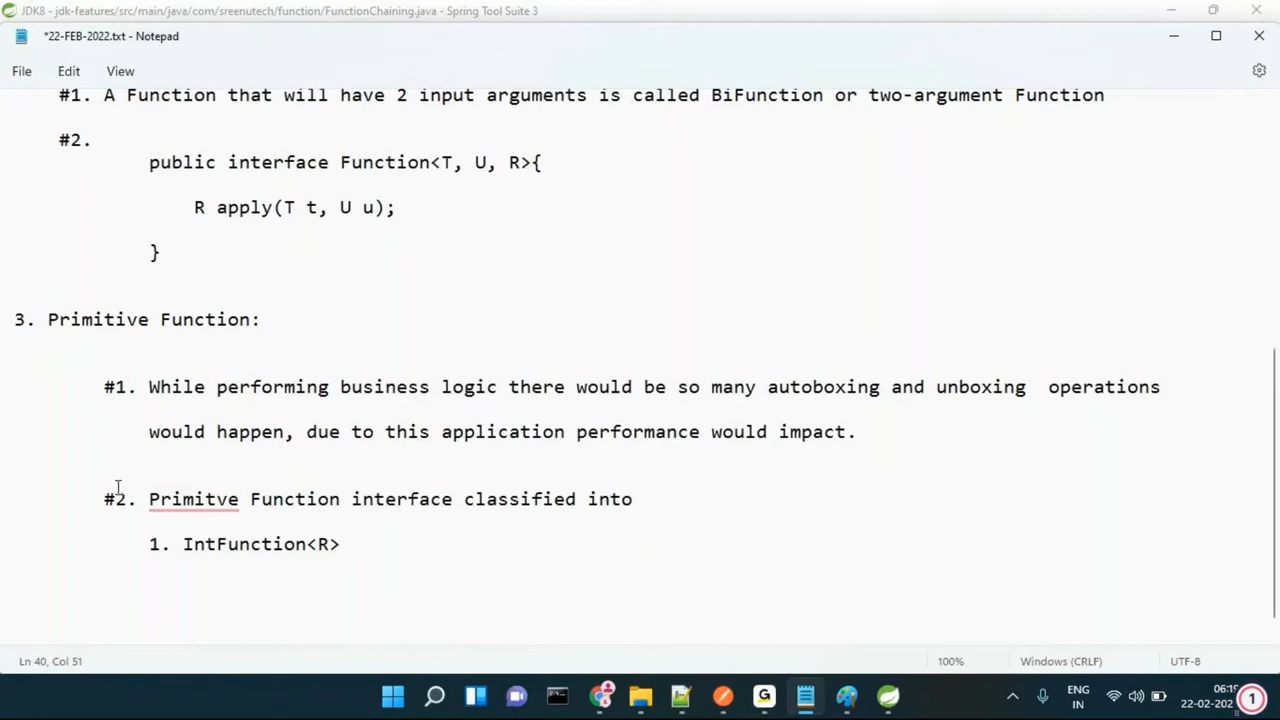 JDK8 - jdk-features/src/main/java/com/sreenutech/function/FunctionChaining.java - Spring Tool Suite 3
*22-FEB-2022.txt - Notepad
File Edit View
#1. A Function that will have 2 input arguments is called BiFunction or two-argument Function
#2.
public interface Function<T, U, R>{
R apply(T t, U u);
}
3. Primitive Function:
#1. While performing business logic there would be so many autoboxing and unboxing  operations
would happen, due to this application performance would impact.
#2. Primitve Function interface classified into
1. IntFunction<R>
Ln 40, Col 51 100% Windows (CRLF) UTF-8
ENG
IN
22-02-202
1